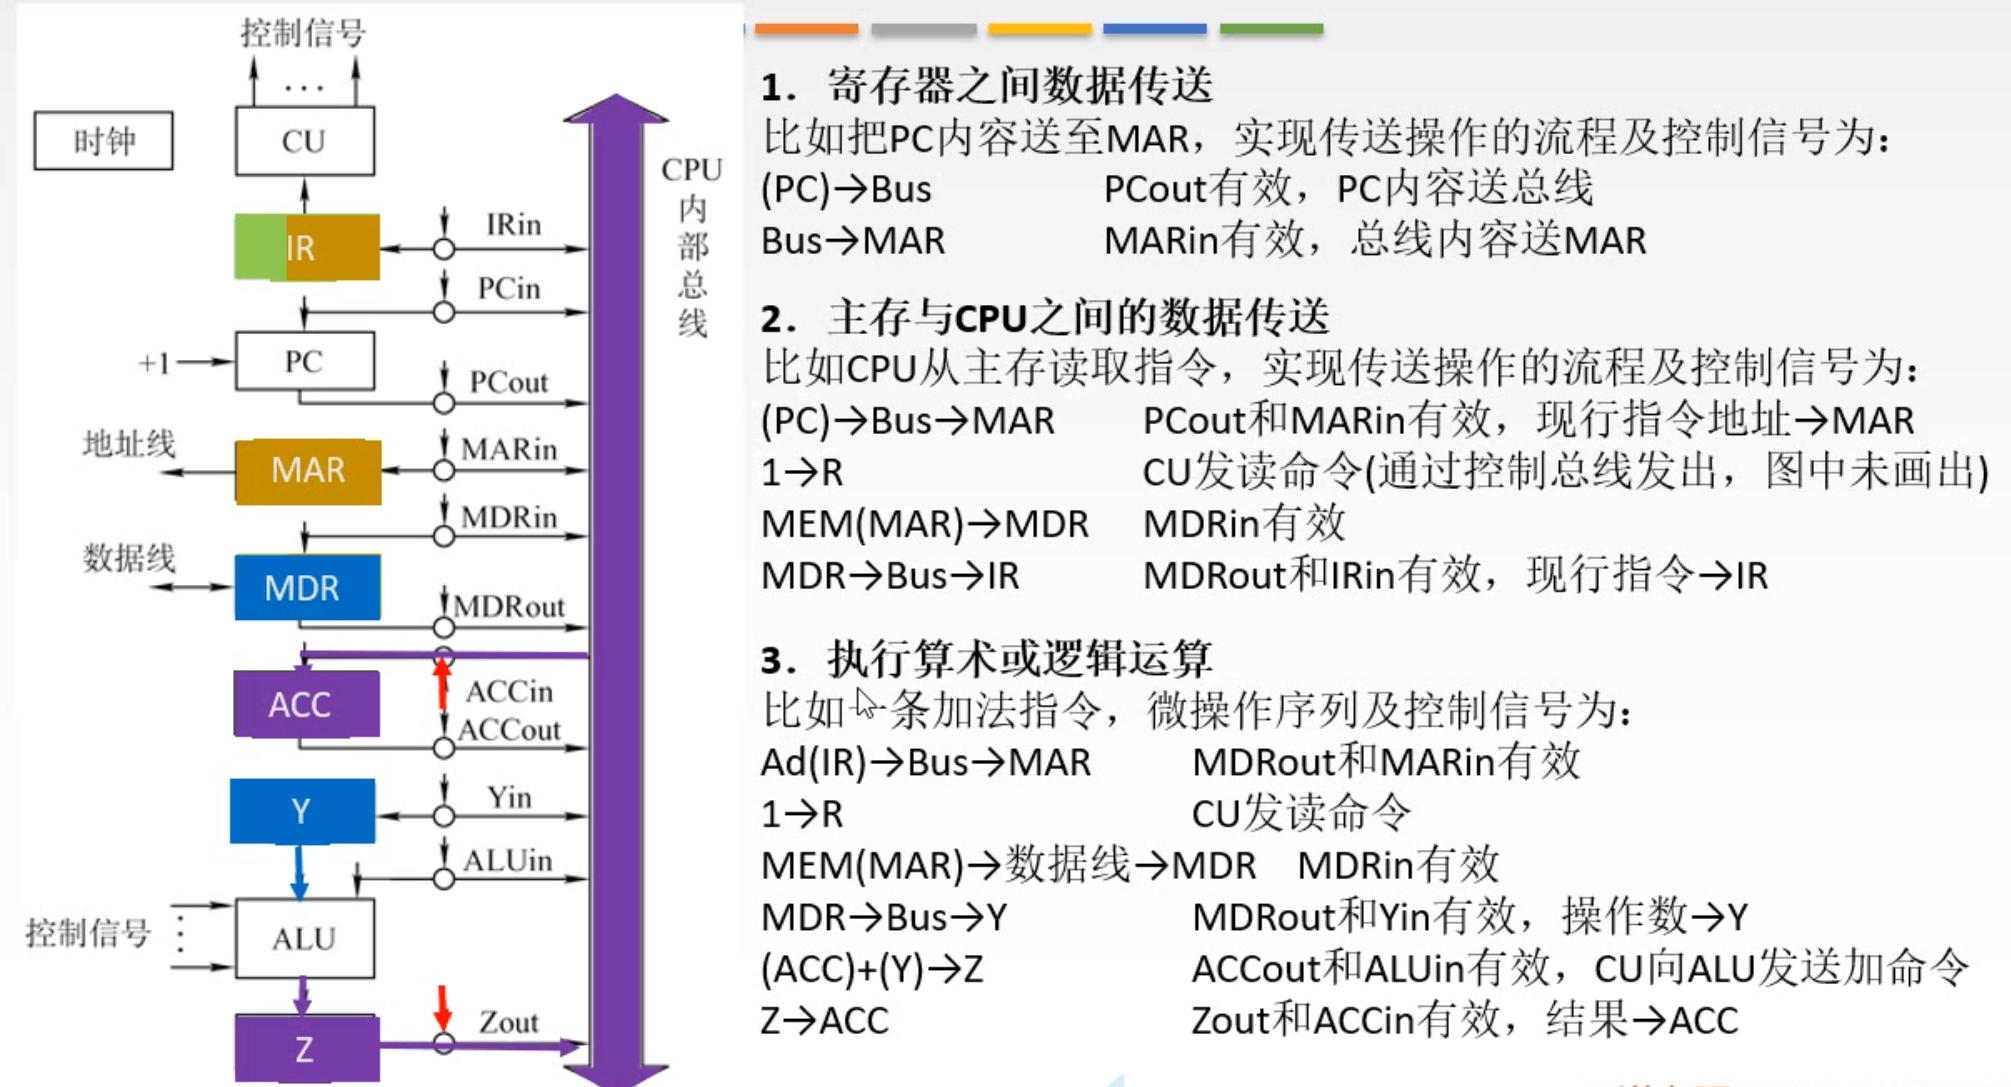 控制信号
...
时钟
CU
CPU内部总线
IR
IRin
PCin
+1
PC
PCout
地址线
MAR
MARin
MDRin
数据线
MDR
MDRout
ACC
ACCin
ACCout
Y
Yin
ALUin
控制信号
ALU
Zout
Z
1. 寄存器之间数据传送
比如把PC内容送至MAR，实现传送操作的流程及控制信号为：
(PC)→Bus PCout有效，PC内容送总线
Bus→MAR MARin有效，总线内容送MAR
2. 主存与CPU之间的数据传送
比如CPU从主存读取指令，实现传送操作的流程及控制信号为：
(PC)→Bus→MAR PCout和MARin有效，现行指令地址→MAR
1→R CU发读命令(通过控制总线发出，图中未画出)
MEM(MAR)→MDR MDRin有效
MDR→Bus→IR MDRout和IRin有效，现行指令→IR
3. 执行算术或逻辑运算
比如一条加法指令，微操作序列及控制信号为：
Ad(IR)→Bus→MAR MDRout和MARin有效
1→R CU发读命令
MEM(MAR)→数据线→MDR MDRin有效
MDR→Bus→Y MDRout和Yin有效，操作数→Y
(ACC)+(Y)→Z ACCout和ALUin有效，CU向ALU发送加命令
Z→ACC Zout和ACCin有效，结果→ACC